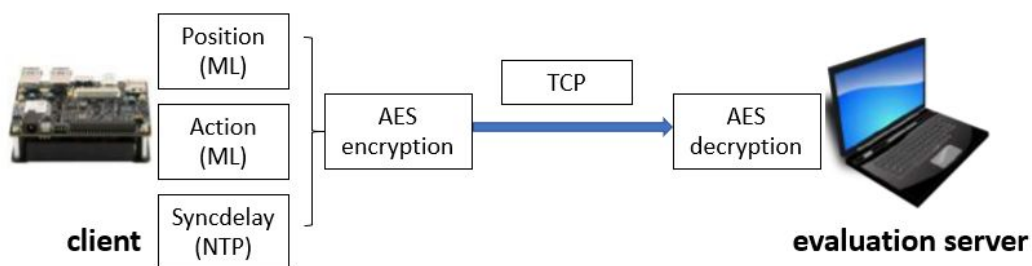 Position
(ML)
Action
(ML)
Syncdelay
(NTP)
client
AES
encryption
TCP
AES
decryption
evaluation server